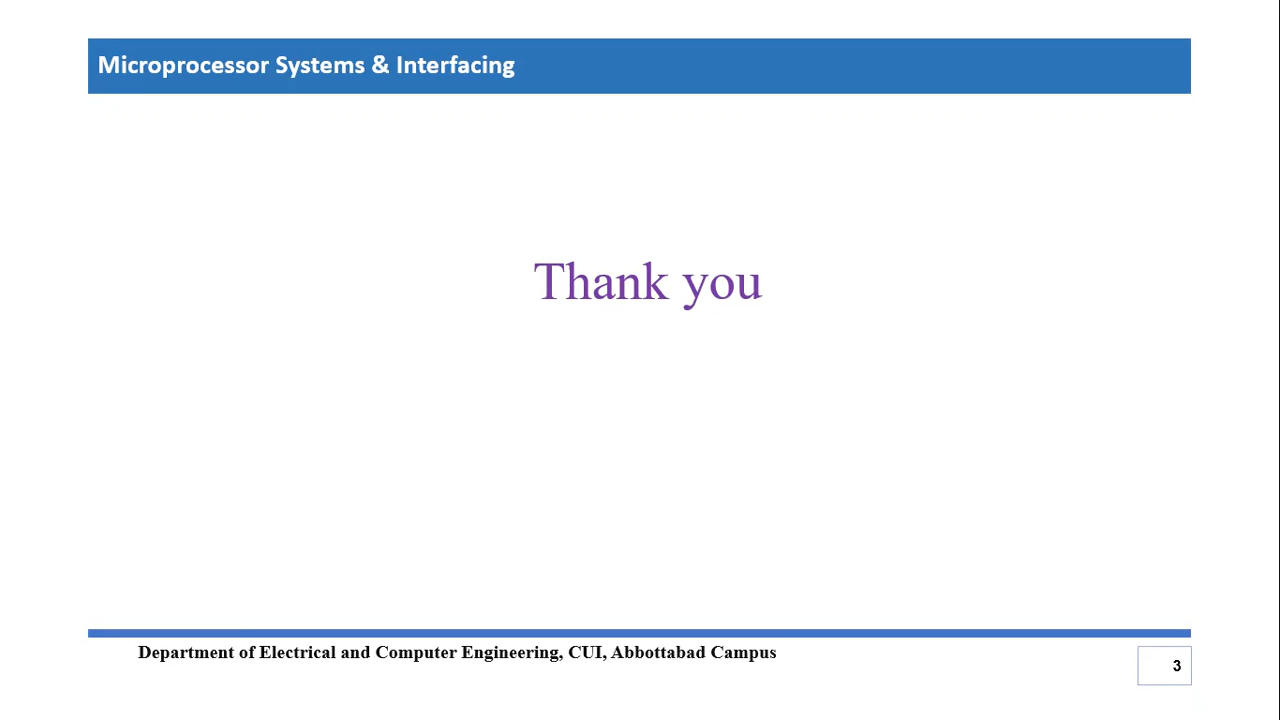 Microprocessor Systems & Interfacing
Thank you
Department of Electrical and Computer Engineering, CUI, Abbottabad Campus
3